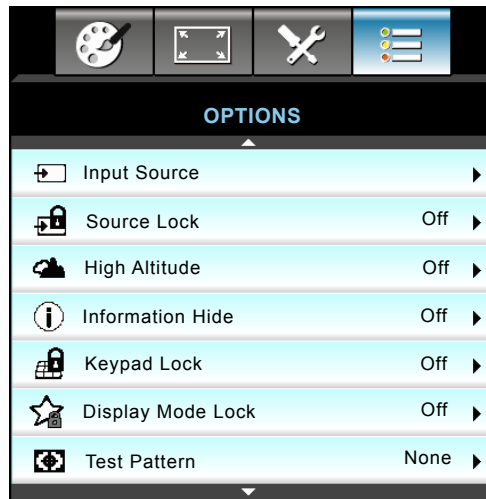 OPTIONS
Input Source
Source Lock Off
High Altitude Off
Information Hide Off
Keypad Lock Off
Display Mode Lock Off
Test Pattern None